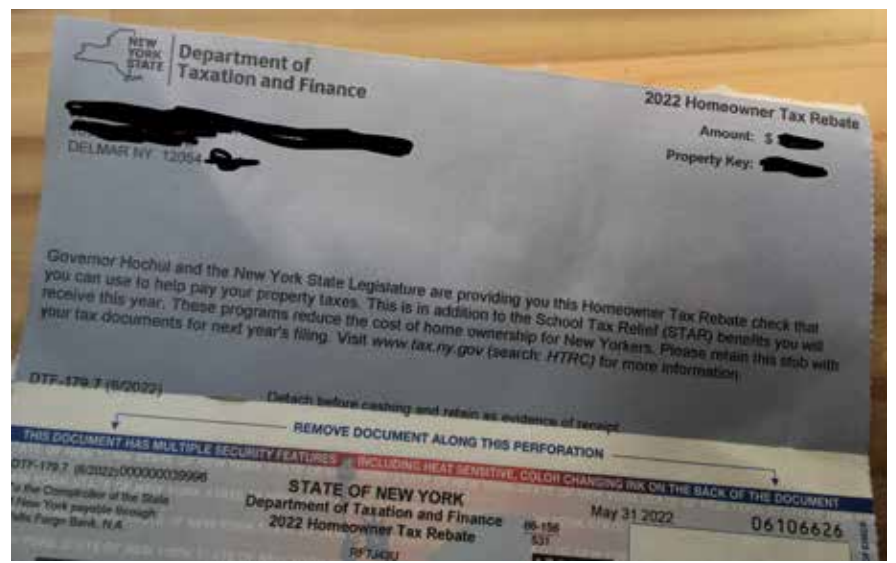 NEW
YORK
STATE
Department of
Taxation and Finance
2022 Homeowner Tax Rebate
Amount: $
Property Key:
DELMAR NY 12054
Governor Hochul and the New York State Legislature are providing you this Homeowner Tax Rebate check that
you can use to help pay your property taxes. This is in addition to the School Tax Relief (STAR) benefits you will
receive this year. These programs reduce the cost of home ownership for New Yorkers. Please retain this stub with
your tax documents for next year's filing. Visit www.tax.ny.gov (search: HTRC) for more information.
DTF-179.7 (6/2022)
Detach before cashing and retain as evidence of receipt
REMOVE DOCUMENT ALONG THIS PERFORATION
THIS DOCUMENT HAS MULTIPLE SECURITY FEATURES INCLUDING HEAT SENSITIVE, COLOR CHANGING INK ON THE BACK OF THE DOCUMENT
DTF-179.7 (6/2022) 000000039996
the Comptroller of the State
New York payable through
Fargo Bank, N.A.
STATE OF NEW YORK
Department of Taxation and Finance
2022 Homeowner Tax Rebate
66-156
531
May 31 2022
06106626